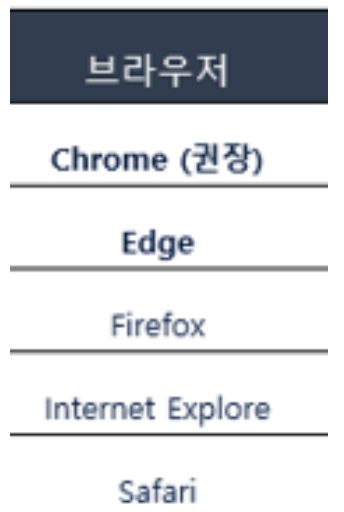 브라우저
Chrome (권장)
Edge
Firefox
Internet Explore
Safari